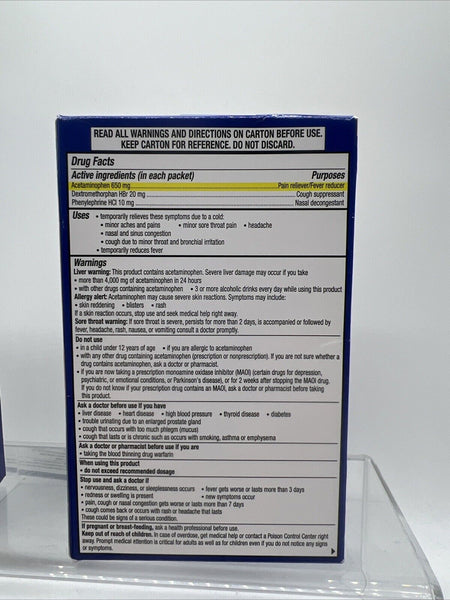 READ ALL WARNINGS AND DIRECTIONS ON CARTON BEFORE USE.
KEEP CARTON FOR REFERENCE. DO NOT DISCARD.
Drug Facts
Active ingredients (in each packet) Purposes
Acetaminophen 650 mg Pain reliever/Fever reducer
Dextromethorphan HBr 20 mg Cough suppressant
Phenylephrine HCl 10 mg Nasal decongestant
Uses • temporarily relieves these symptoms due to a cold:
• minor aches and pains • minor sore throat pain • headache
• nasal and sinus congestion
• cough due to minor throat and bronchial irritation
• temporarily reduces fever
Warnings
Liver warning: This product contains acetaminophen. Severe liver damage may occur if you take
• more than 4,000 mg of acetaminophen in 24 hours
• with other drugs containing acetaminophen • 3 or more alcoholic drinks every day while using this product
Allergy alert: Acetaminophen may cause severe skin reactions. Symptoms may include:
• skin reddening • blisters • rash
If a skin reaction occurs, stop use and seek medical help right away.
Sore throat warning: If sore throat is severe, persists for more than 2 days, is accompanied or followed by
fever, headache, rash, nausea, or vomiting consult a doctor promptly.
Do not use
• in a child under 12 years of age • if you are allergic to acetaminophen
• with any other drug containing acetaminophen (prescription or nonprescription). If you are not sure whether a
drug contains acetaminophen, ask a doctor or pharmacist.
• if you are now taking a prescription monoamine oxidase inhibitor (MAOI) (certain drugs for depression,
psychiatric, or emotional conditions, or Parkinson's disease), or for 2 weeks after stopping the MAOI drug.
If you do not know if your prescription drug contains an MAOI, ask a doctor or pharmacist before taking
this product.
Ask a doctor before use if you have
• liver disease • heart disease • high blood pressure • thyroid disease • diabetes
• trouble urinating due to an enlarged prostate gland
• cough that occurs with too much phlegm (mucus)
• cough that lasts or is chronic such as occurs with smoking, asthma or emphysema
Ask a doctor or pharmacist before use if you are
• taking the blood thinning drug warfarin
When using this product
• do not exceed recommended dosage
Stop use and ask a doctor if
• nervousness, dizziness, or sleeplessness occurs • fever gets worse or lasts more than 3 days
• redness or swelling is present • new symptoms occur
• pain, cough or nasal congestion gets worse or lasts more than 7 days
• cough comes back or occurs with rash or headache that lasts
These could be signs of a serious condition.
If pregnant or breast-feeding, ask a health professional before use.
Keep out of reach of children. In case of overdose, get medical help or contact a Poison Control Center right
away. Prompt medical attention is critical for adults as well as for children even if you do not notice any signs
or symptoms.